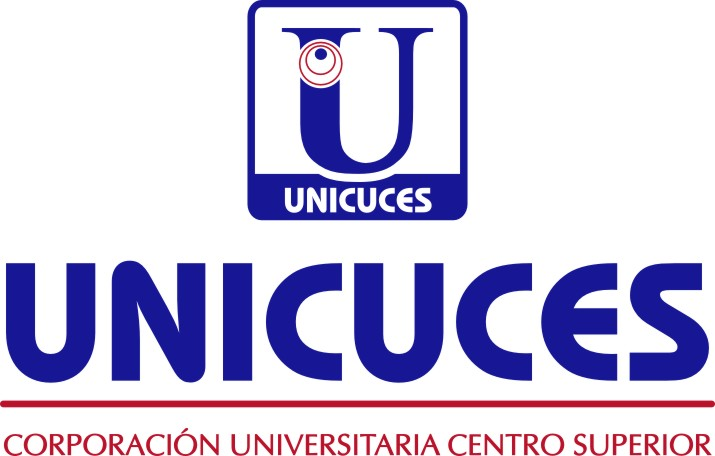 U
UNICUCES
UNICUCES
CORPORACIÓN UNIVERSITARIA CENTRO SUPERIOR